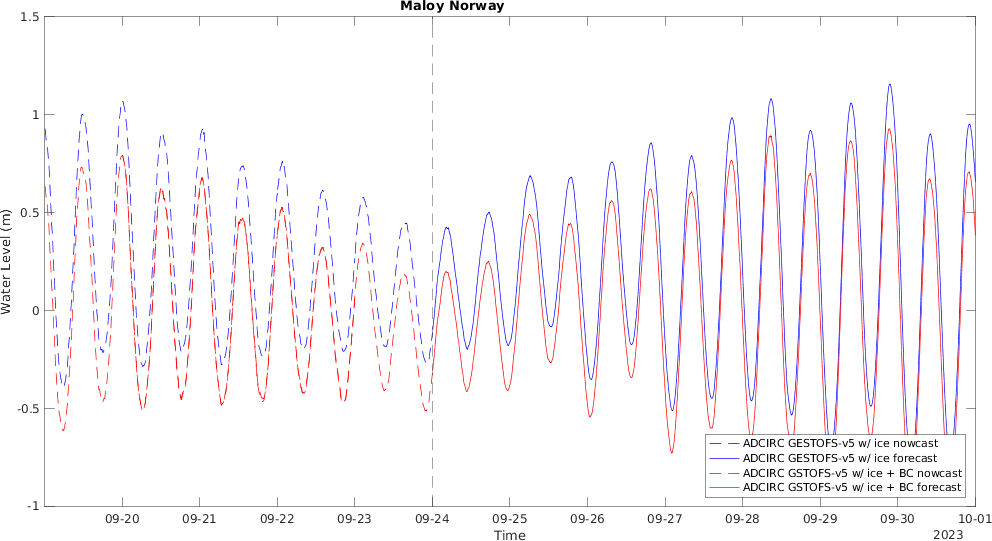 Maloy Norway
1.5
1
0.5
0
-0.5
-1
Water Level (m)
ADCIRC GESTOFS-v5 w/ ice nowcast
ADCIRC GESTOFS-v5 w/ ice forecast
ADCIRC GSTOFS-v5 w/ ice + BC nowcast
ADCIRC GSTOFS-v5 w/ ice + BC forecast
09-20 09-21 09-22 09-23 09-24 09-25 09-26 09-27 09-28 09-29 09-30 10-01
Time
2023